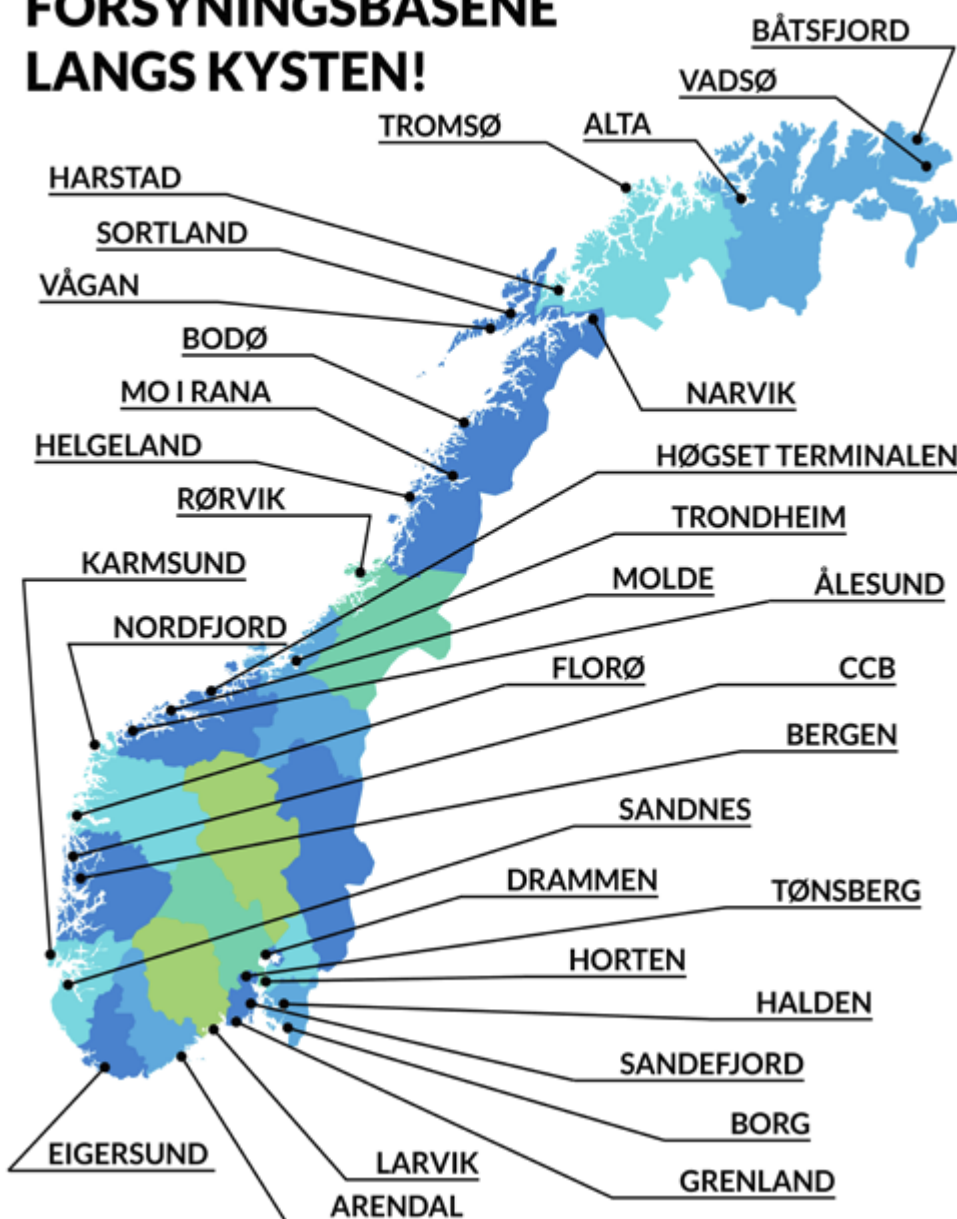 FORSYNINGSBASENE
LANGS KYSTEN!
BÅTSFJORD
VADSØ
TROMSØ
ALTA
HARSTAD
SORTLAND
VÅGAN
BODØ
MO I RANA
NARVIK
HELGELAND
HØGSET TERMINALEN
RØRVIK
TRONDHEIM
KARMSUND
MOLDE
ÅLESUND
NORDFJORD
FLORØ
CCB
BERGEN
SANDNES
DRAMMEN
TØNSBERG
HORTEN
HALDEN
SANDEFJORD
BORG
EIGERSUND
LARVIK
GRENLAND
ARENDAL